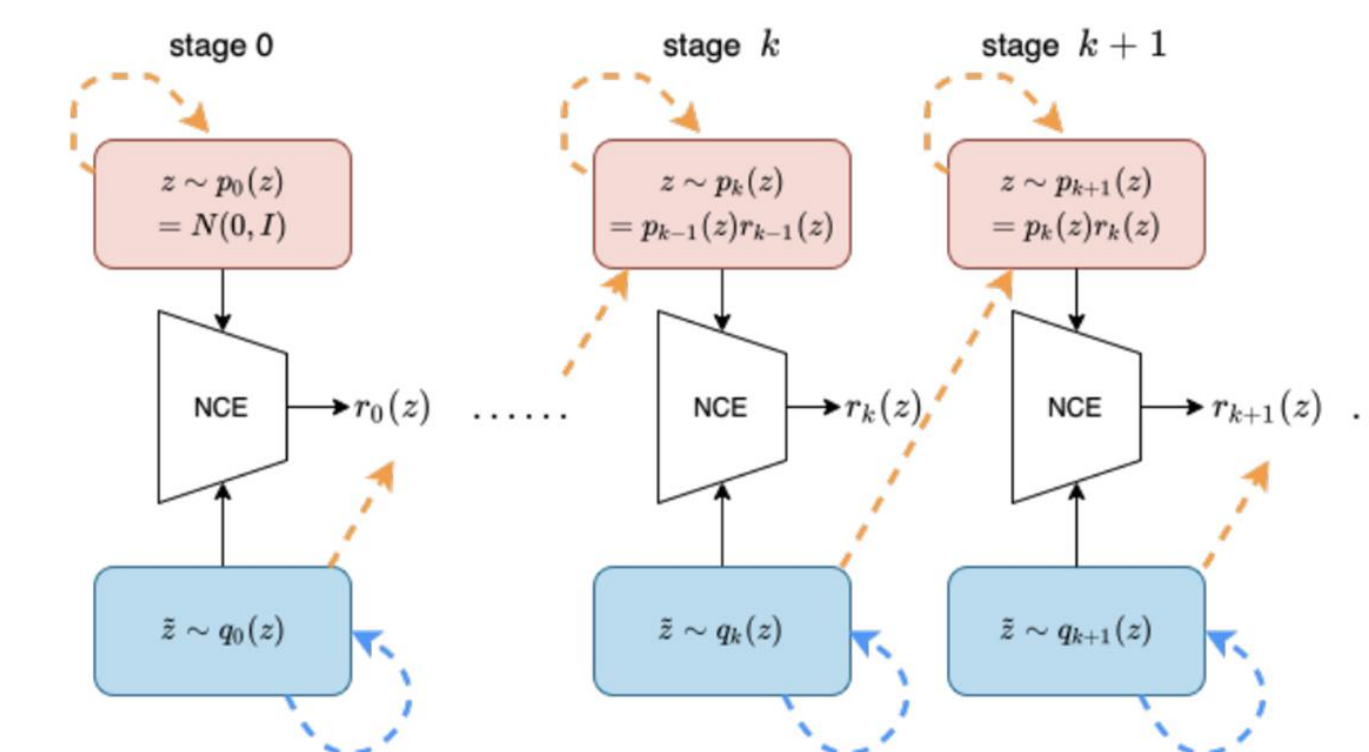 stage 0
z ∼ p₀(z)
= N(0, I)
NCE
r₀(z)
z̃ ∼ q₀(z)
......
stage k
z ∼ pₖ(z)
= pₖ₋₁(z)rₖ₋₁(z)
NCE
rₖ(z)
z̃ ∼ qₖ(z)
stage k + 1
z ∼ pₖ₊₁(z)
= pₖ(z)rₖ(z)
NCE
rₖ₊₁(z)
.
z̃ ∼ qₖ₊₁(z)